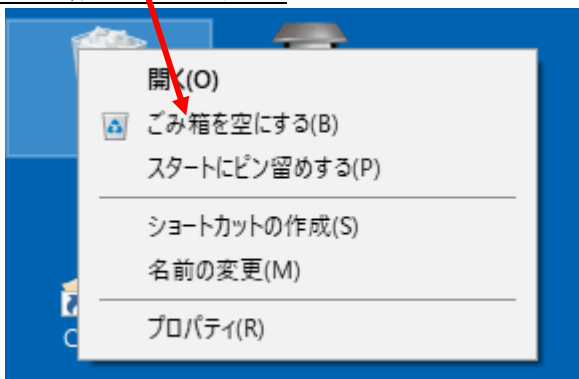 開く(O)
ごみ箱を空にする(B)
スタートにピン留めする(P)
ショートカットの作成(S)
名前の変更(M)
プロパティ(R)